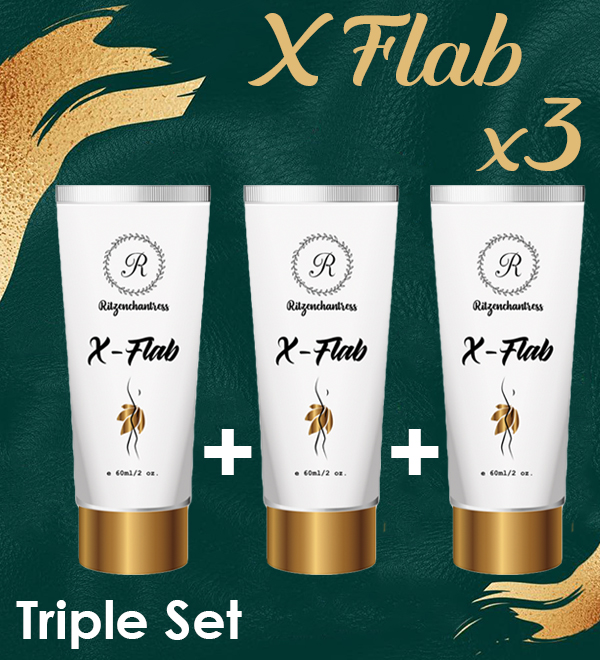 X Flab
x3
R
Ritzenchantress
X-Flab
e 60ml/2 oz.
R
Ritzenchantress
X-Flab
e 60ml/2 oz.
R
Ritzenchantress
X-Flab
e 60ml/2 oz.
+
+
Triple Set